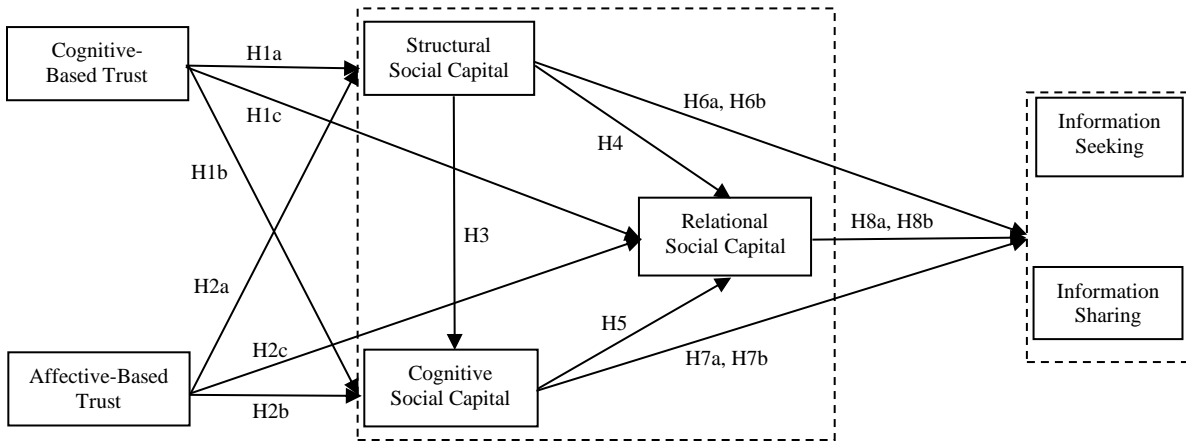 Cognitive-
Based Trust
Affective-Based
Trust
H1a
H1c
H1b
H2a
H2c
H2b
Structural
Social Capital
H3
Cognitive
Social Capital
H4
H5
Relational
Social Capital
H6a, H6b
H8a, H8b
H7a, H7b
Information
Seeking
Information
Sharing